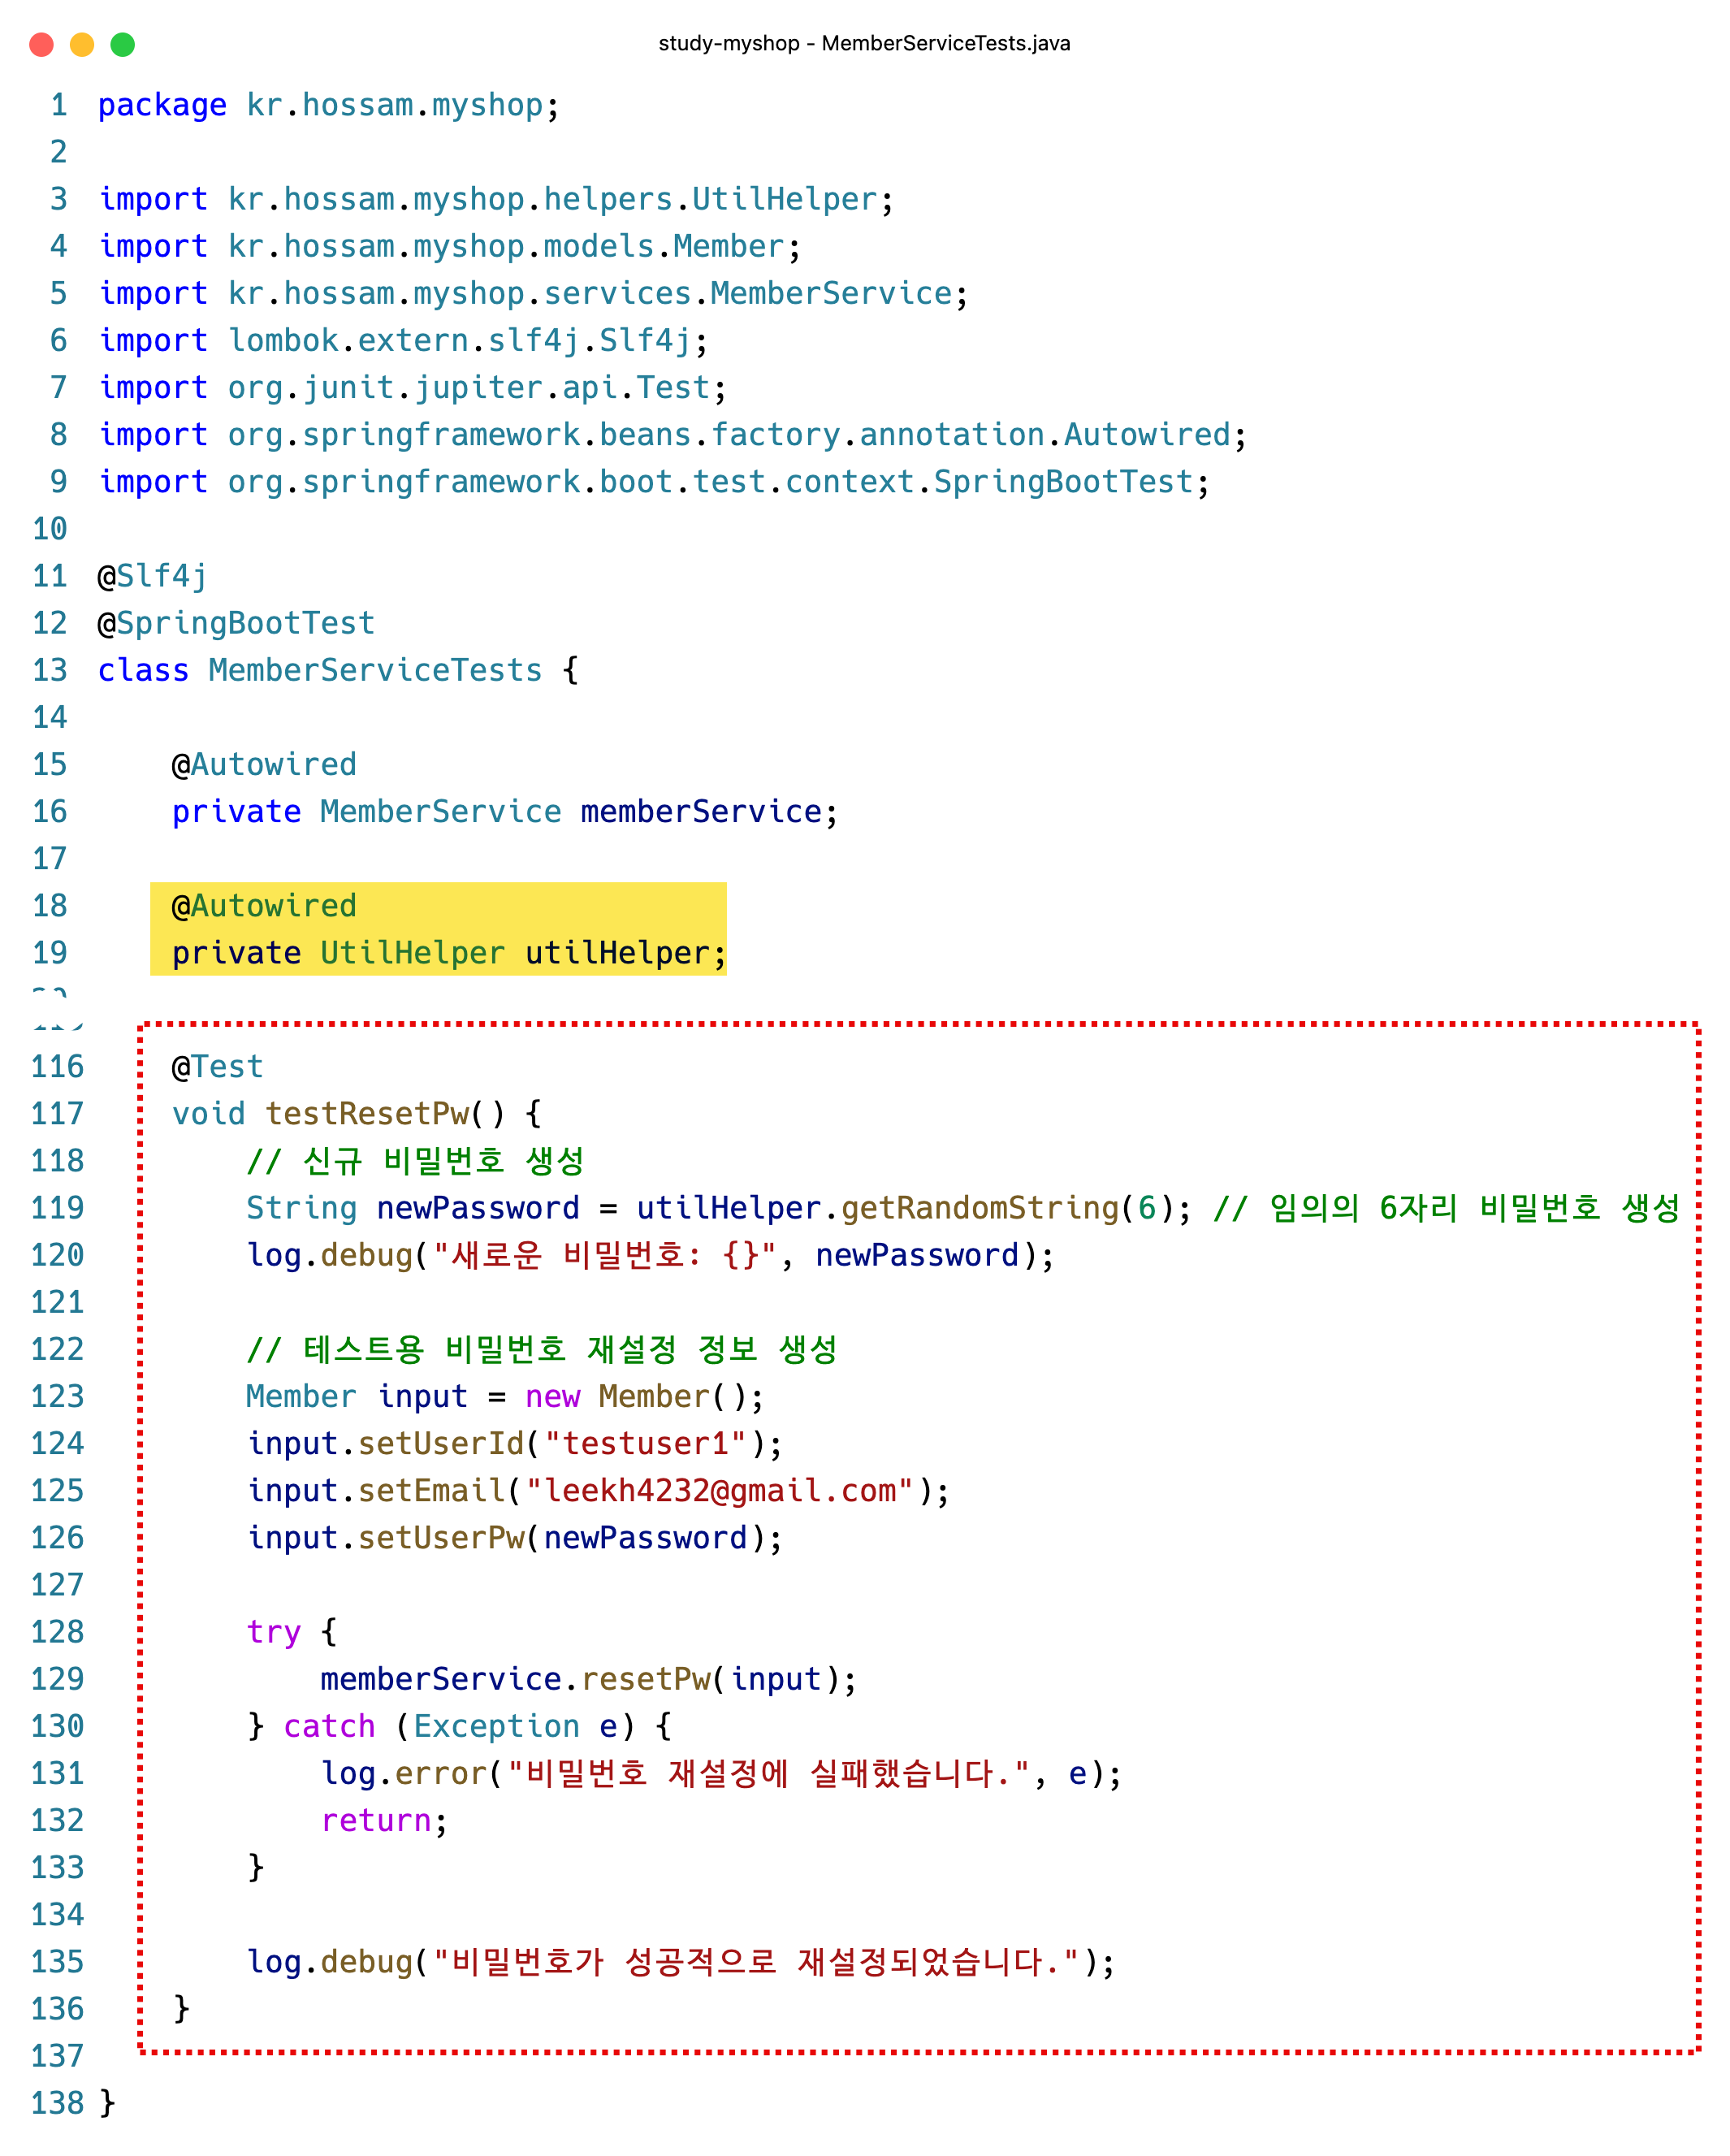 study-myshop - MemberServiceTests.java
1 package kr.hossam.myshop;
2
3 import kr.hossam.myshop.helpers.UtilHelper;
4 import kr.hossam.myshop.models.Member;
5 import kr.hossam.myshop.services.MemberService;
6 import lombok.extern.slf4j.Slf4j;
7 import org.junit.jupiter.api.Test;
8 import org.springframework.beans.factory.annotation.Autowired;
9 import org.springframework.boot.test.context.SpringBootTest;
10
11 @Slf4j
12 @SpringBootTest
13 class MemberServiceTests {
14
15     @Autowired
16     private MemberService memberService;
17
18     @Autowired
19     private UtilHelper utilHelper;
116     @Test
117     void testResetPw() {
118         // 신규 비밀번호 생성
119         String newPassword = utilHelper.getRandomString(6); // 임의의 6자리 비밀번호 생성
120         log.debug("새로운 비밀번호: {}", newPassword);
121
122         // 테스트용 비밀번호 재설정 정보 생성
123         Member input = new Member();
124         input.setUserId("testuser1");
125         input.setEmail("leekh4232@gmail.com");
126         input.setUserPw(newPassword);
127
128         try {
129             memberService.resetPw(input);
130         } catch (Exception e) {
131             log.error("비밀번호 재설정에 실패했습니다.", e);
132             return;
133         }
134
135         log.debug("비밀번호가 성공적으로 재설정되었습니다.");
136     }
137
138 }